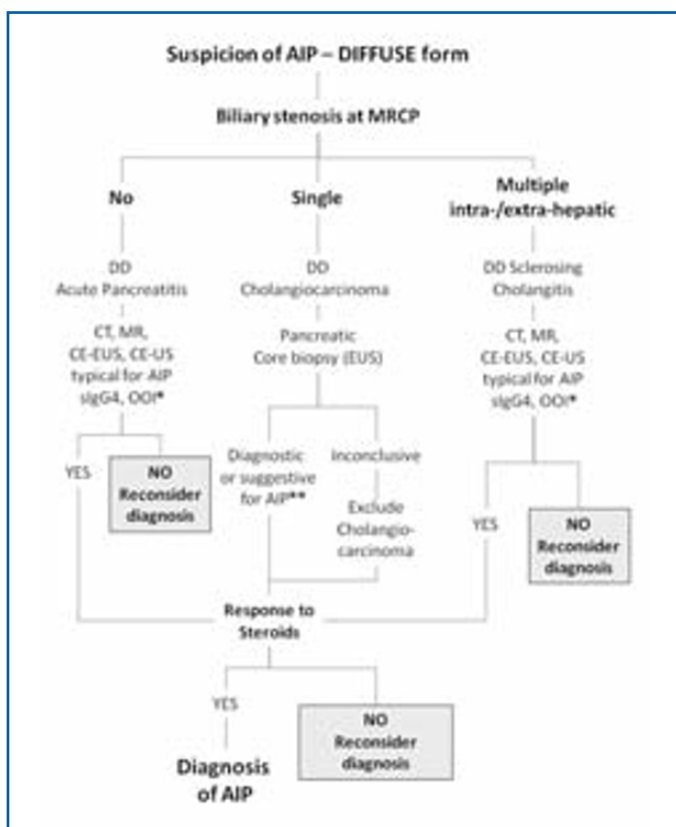 Suspicion of AIP – DIFFUSE form
Biliary stenosis at MRCP
No
Single
Multiple
intra-/extra-hepatic
DD
Acute Pancreatitis
DD
Cholangiocarcinoma
DD Sclerosing
Cholangitis
CT, MR,
CE-EUS, CE-US
typical for AIP
sIgG4, OOI*
Pancreatic
Core biopsy (EUS)
CT, MR,
CE-EUS, CE-US
typical for AIP
sIgG4, OOI*
YES
NO
Reconsider
diagnosis
Diagnostic
or suggestive
for AIP**
Inconclusive
Exclude
Cholangio-
carcinoma
YES
NO
Reconsider
diagnosis
Response to
Steroids
YES
NO
Reconsider
diagnosis
Diagnosis
of AIP